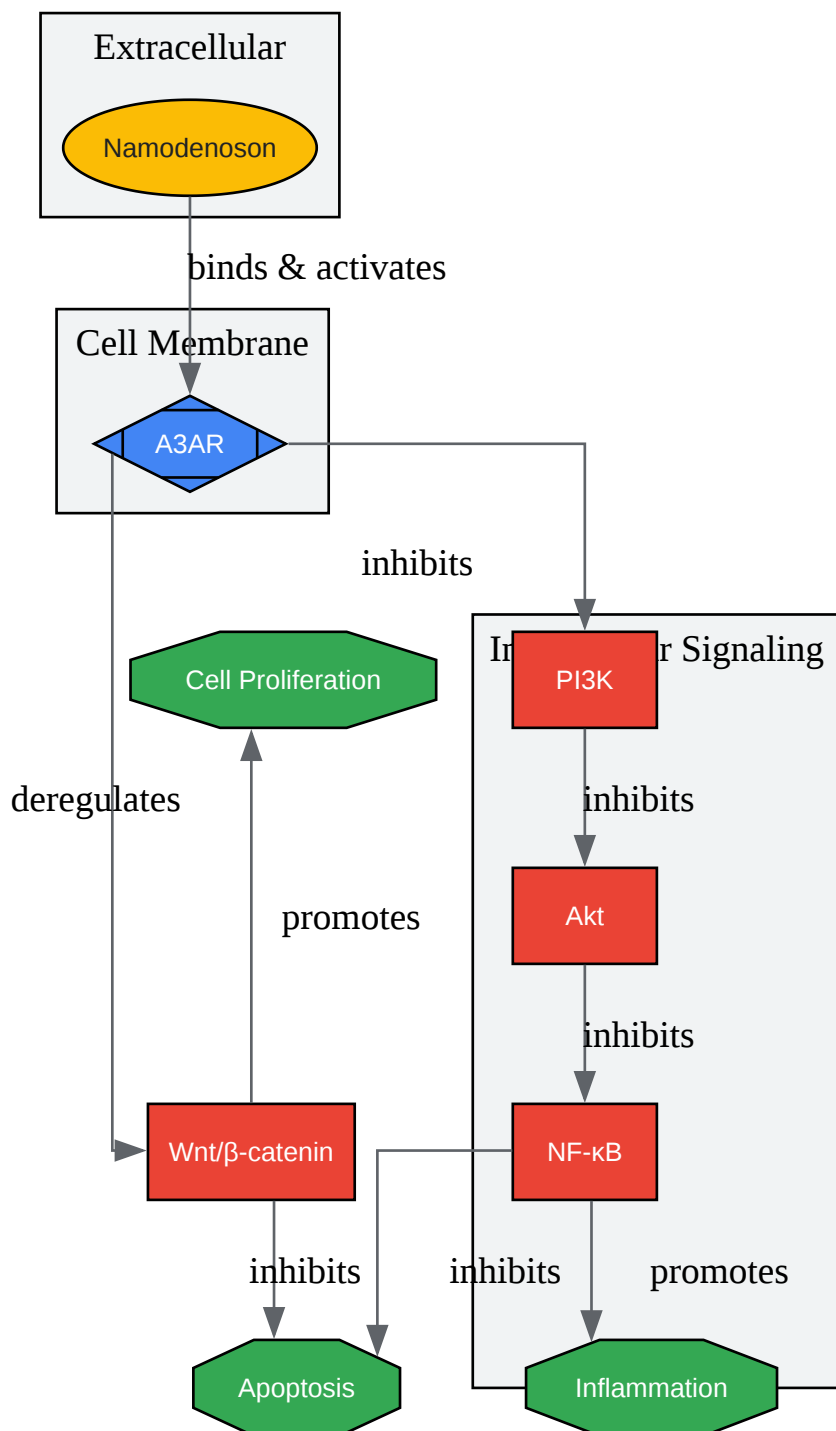 Extracellular
Namodenoson
binds & activates
Cell Membrane
A3AR
inhibits
Cell Proliferation
Signaling
PI3K
deregulates
inhibits
promotes
Akt
inhibits
Wnt/β-catenin
NF-κB
inhibits
inhibits
promotes
Apoptosis
Inflammation